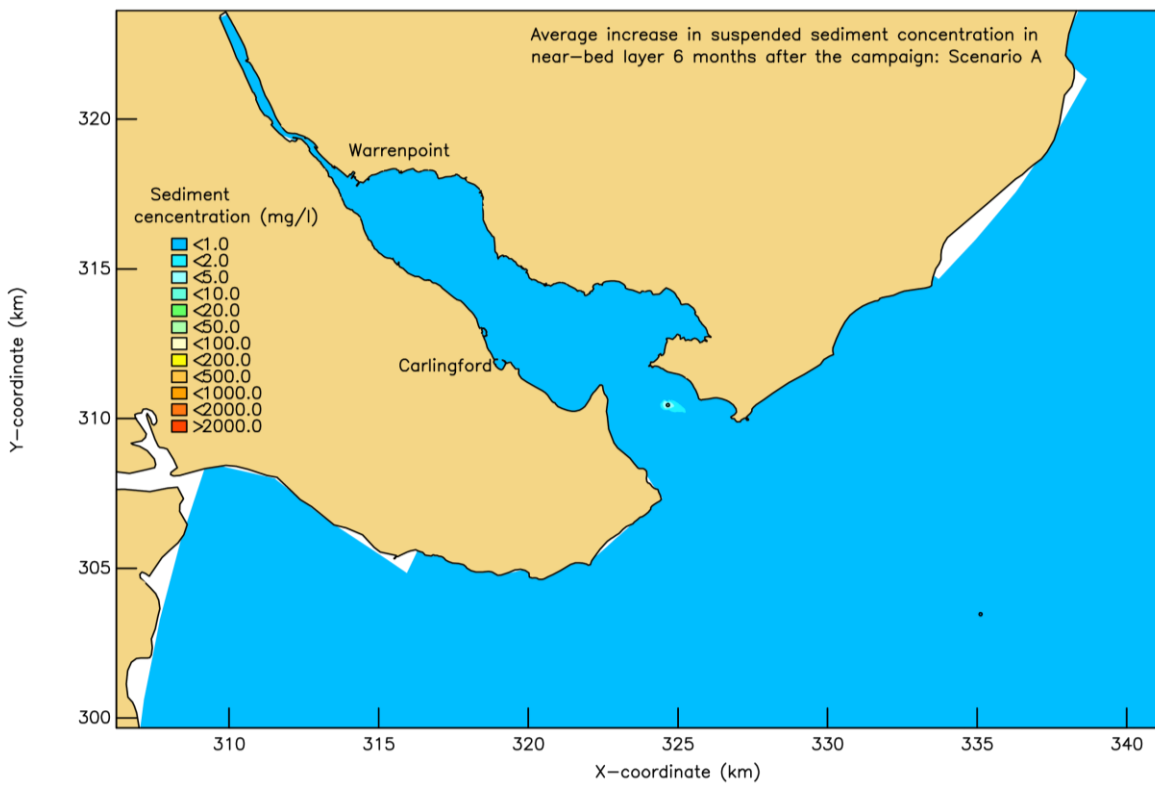 Average increase in suspended sediment concentration in
near-bed layer 6 months after the campaign: Scenario A
320
Warrenpoint
Sediment
cencentration (mg/l)
<1.0
315
<2.0
<5.0
<10.0
<20.0
<50.0
<100.0
Carlingford
<200.0
<500.0
<1000.0
310
<2000.0
>2000.0
Y-coordinate (km)
305
300
310 315 320 325 330 335 340
X-coordinate (km)